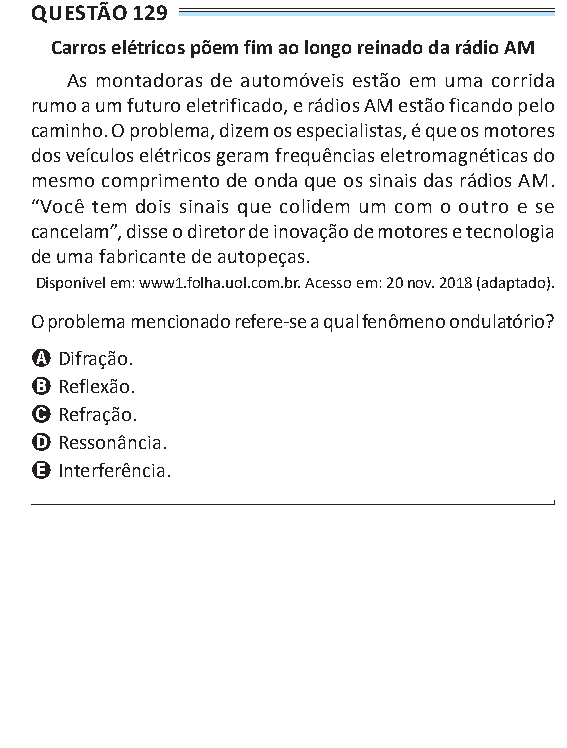 QUESTÃO 129
Carros elétricos põem fim ao longo reinado da rádio AM
As montadoras de automóveis estão em uma corrida
rumo a um futuro eletrificado, e rádios AM estão ficando pelo
caminho. O problema, dizem os especialistas, é que os motores
dos veículos elétricos geram frequências eletromagnéticas do
mesmo comprimento de onda que os sinais das rádios AM.
“Você tem dois sinais que colidem um com o outro e se
cancelam”, disse o diretor de inovação de motores e tecnologia
de uma fabricante de autopeças.
Disponível em: www1.folha.uol.com.br. Acesso em: 20 nov. 2018 (adaptado).
O problema mencionado refere-se a qual fenômeno ondulatório?
A Difração.
B Reflexão.
C Refração.
D Ressonância.
E Interferência.